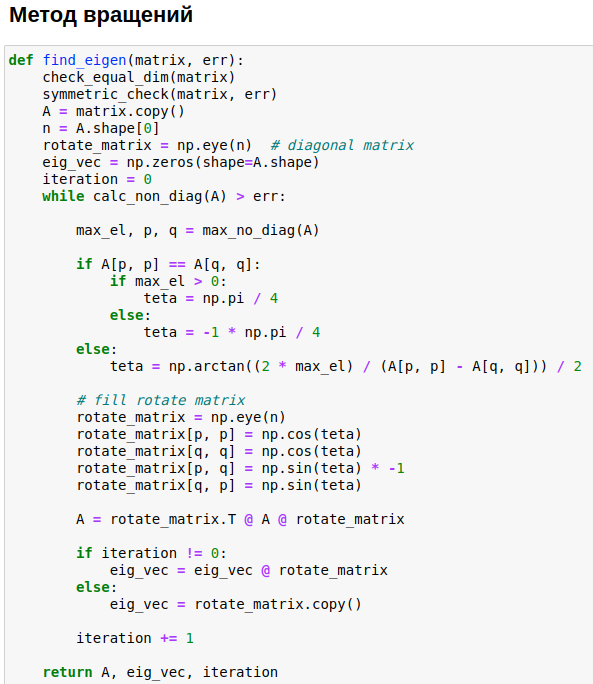 Метод вращений
def find_eigen(matrix, err):
    check_equal_dim(matrix)
    symmetric_check(matrix, err)
    A = matrix.copy()
    n = A.shape[0]
    rotate_matrix = np.eye(n)  # diagonal matrix
    eig_vec = np.zeros(shape=A.shape)
    iteration = 0
    while calc_non_diag(A) > err:

        max_el, p, q = max_no_diag(A)

        if A[p, p] == A[q, q]:
            if max_el > 0:
                teta = np.pi / 4
            else:
                teta = -1 * np.pi / 4
        else:
            teta = np.arctan((2 * max_el) / (A[p, p] - A[q, q])) / 2

        # fill rotate matrix
        rotate_matrix = np.eye(n)
        rotate_matrix[p, p] = np.cos(teta)
        rotate_matrix[q, q] = np.cos(teta)
        rotate_matrix[p, q] = np.sin(teta) * -1
        rotate_matrix[q, p] = np.sin(teta)

        A = rotate_matrix.T @ A @ rotate_matrix

        if iteration != 0:
            eig_vec = eig_vec @ rotate_matrix
        else:
            eig_vec = rotate_matrix.copy()

        iteration += 1

    return A, eig_vec, iteration